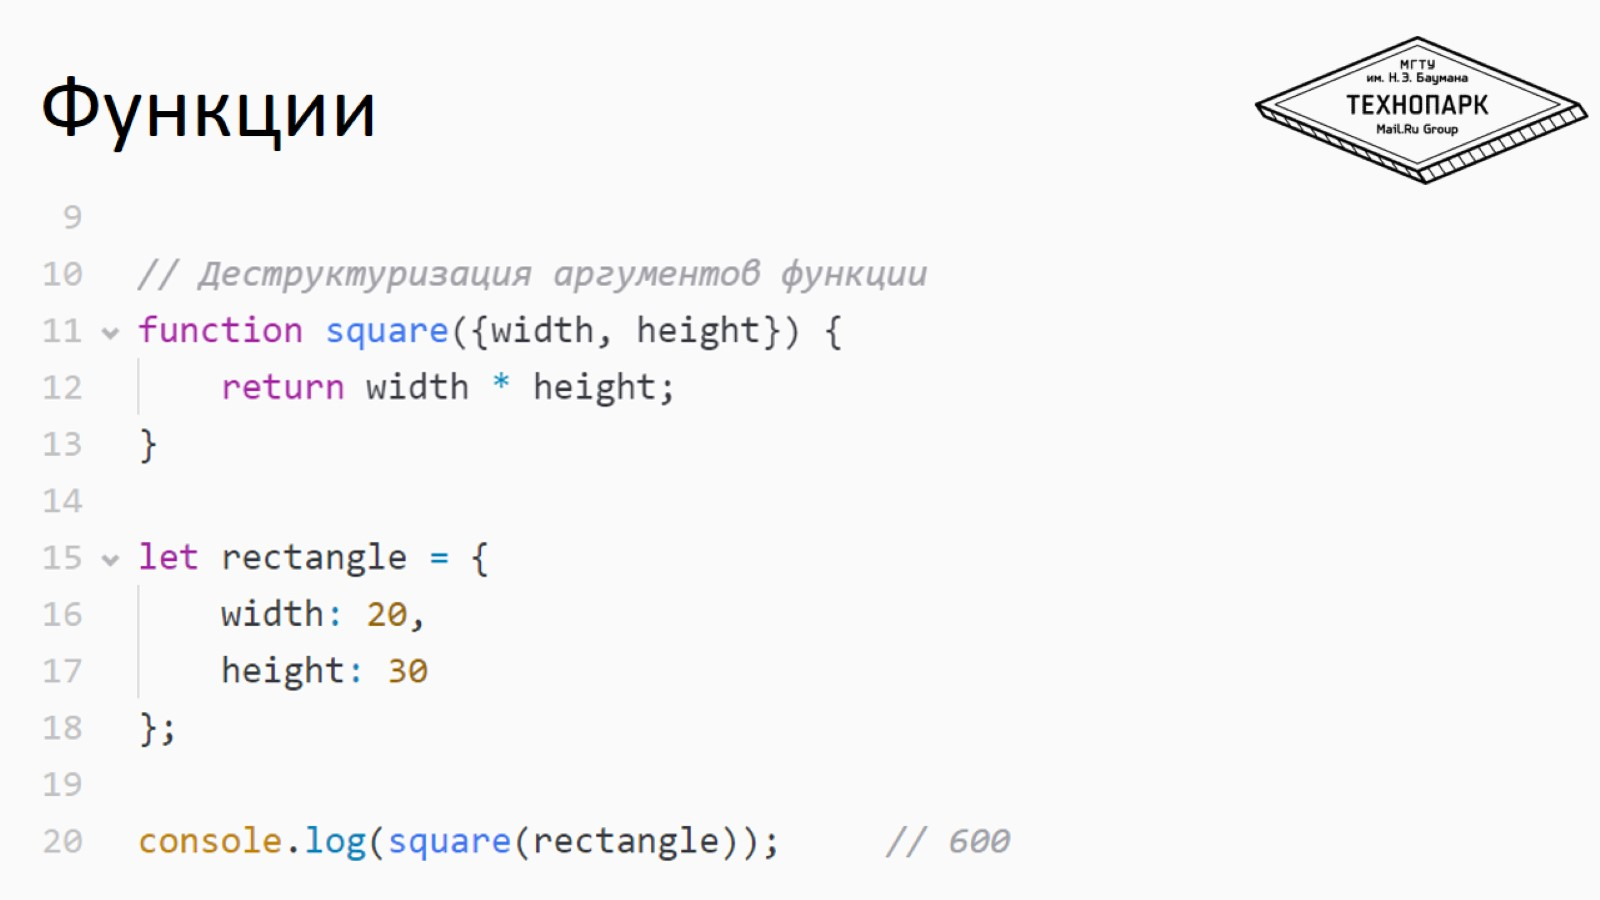 Функции
МГТУ
им. Н.Э. Баумана
ТЕХНОПАРК
Mail.Ru Group
9
10 // Деструктуризация аргументов функции
11 function square({width, height}) {
12 return width * height;
13 }
14
15 let rectangle = {
16 width: 20,
17 height: 30
18 };
19
20 console.log(square(rectangle)); // 600